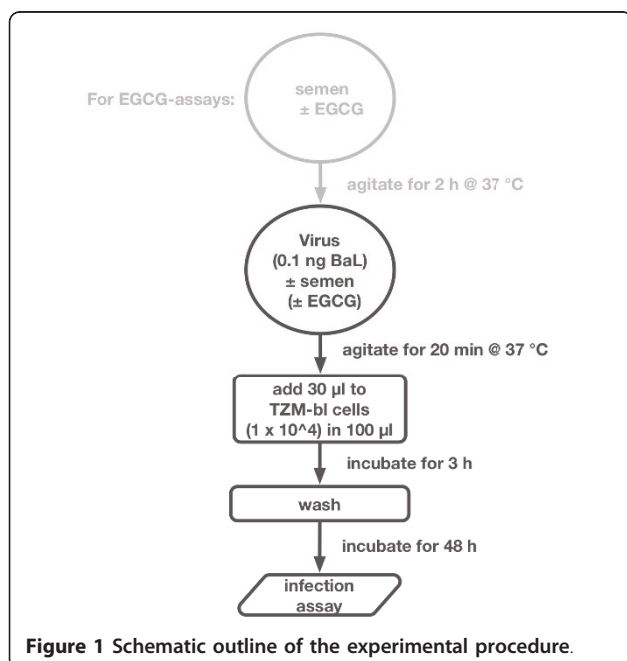 For EGCG-assays:
semen
± EGCG
agitate for 2 h @ 37 °C
Virus
(0.1 ng BaL)
± semen
(± EGCG)
agitate for 20 min @ 37 °C
add 30 µl to
TZM-bl cells
(1 x 10^4) in 100 µl
incubate for 3 h
wash
incubate for 48 h
infection
assay
Figure 1 Schematic outline of the experimental procedure.